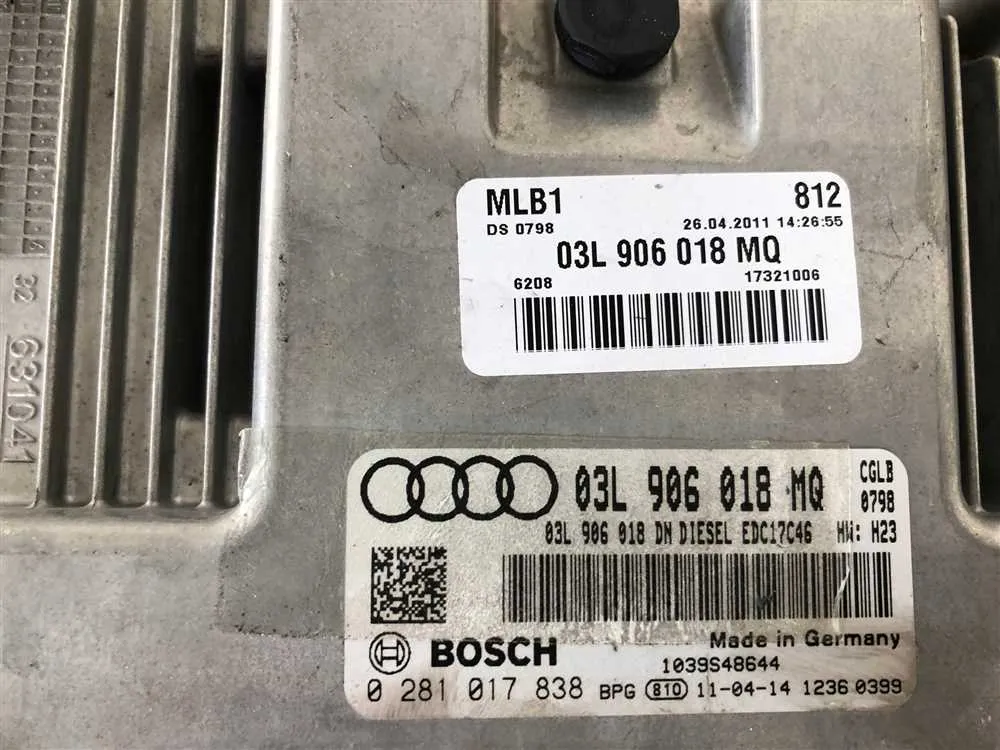 MLB1 812
DS 0798 26.04.2011 14:26:55
03L 906 018 MQ
6208 17321006
32 631041
03L 906 018 MQ CGLB
0798
03L 906 018 DN DIESEL EDC17C46 HW: H23
BOSCH Made in Germany
1039S48644
0 281 017 838 BPG 810 11-04-14 1236 0399